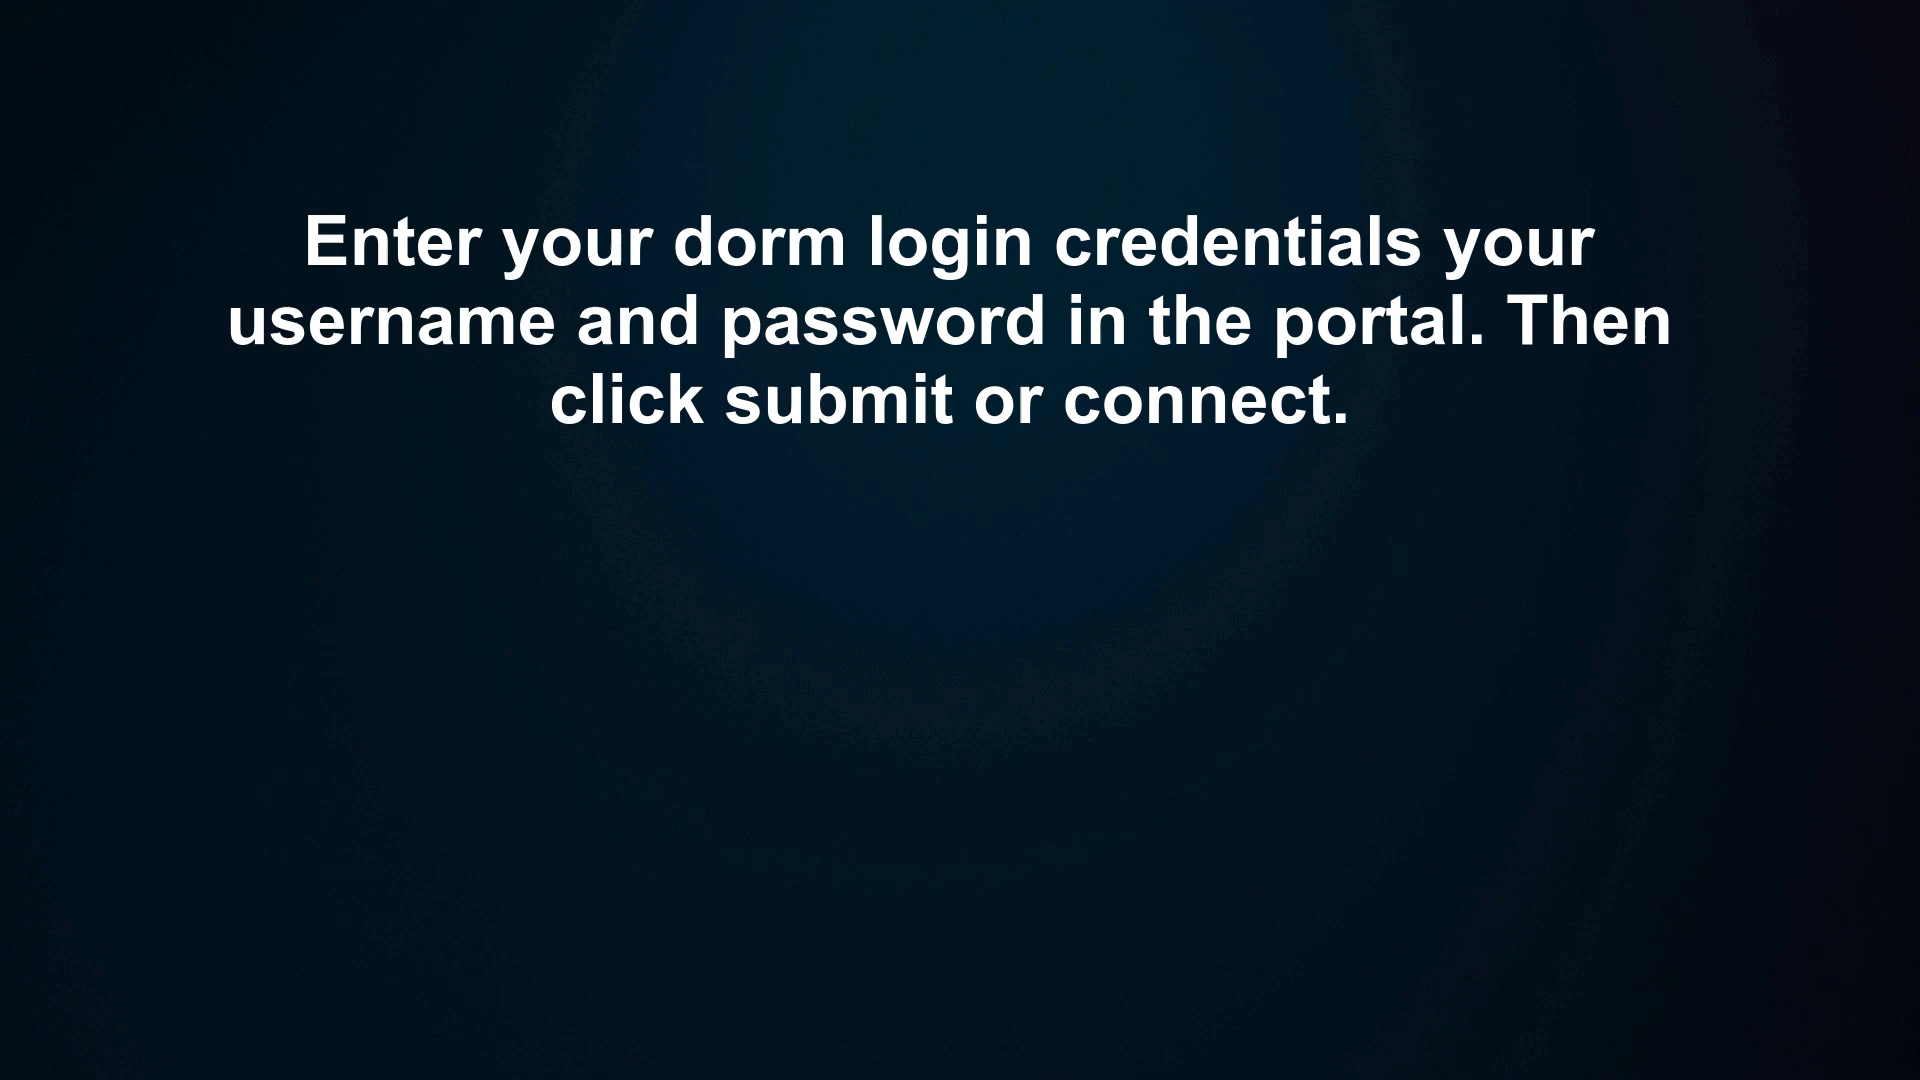 Enter your dorm login credentials your
username and password in the portal. Then
click submit or connect.